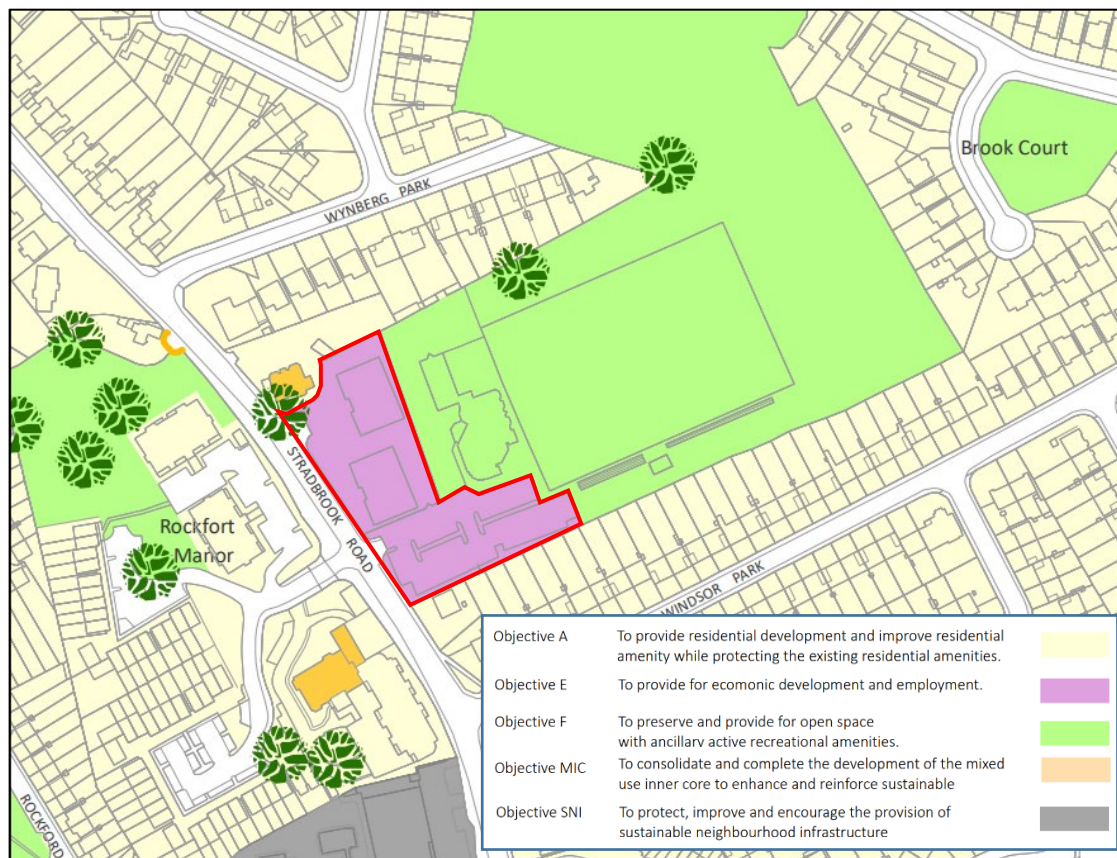 Brook Court
WYNBERG PARK
STRADBROOK ROAD
Rockfort
Manor
WINDSOR PARK
ROCKFORD
Objective A To provide residential development and improve residential
amenity while protecting the existing residential amenities.
Objective E To provide for ecomonic development and employment.
Objective F To preserve and provide for open space
with ancillary active recreational amenities.
Objective MIC To consolidate and complete the development of the mixed
use inner core to enhance and reinforce sustainable
Objective SNI To protect, improve and encourage the provision of
sustainable neighbourhood infrastructure